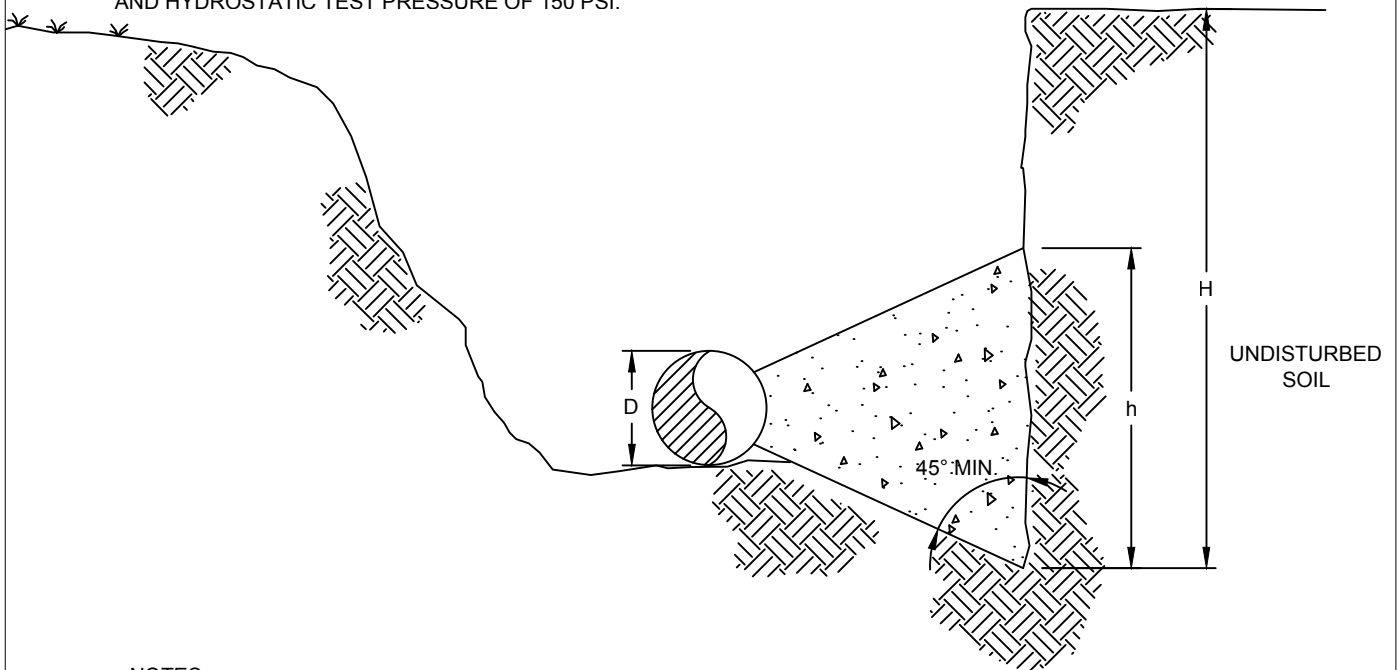 AND HYDROSTATIC TEST PRESSURE OF 150 PSI.
H
UNDISTURBED
SOIL
D
h
45° MIN.
NOTES